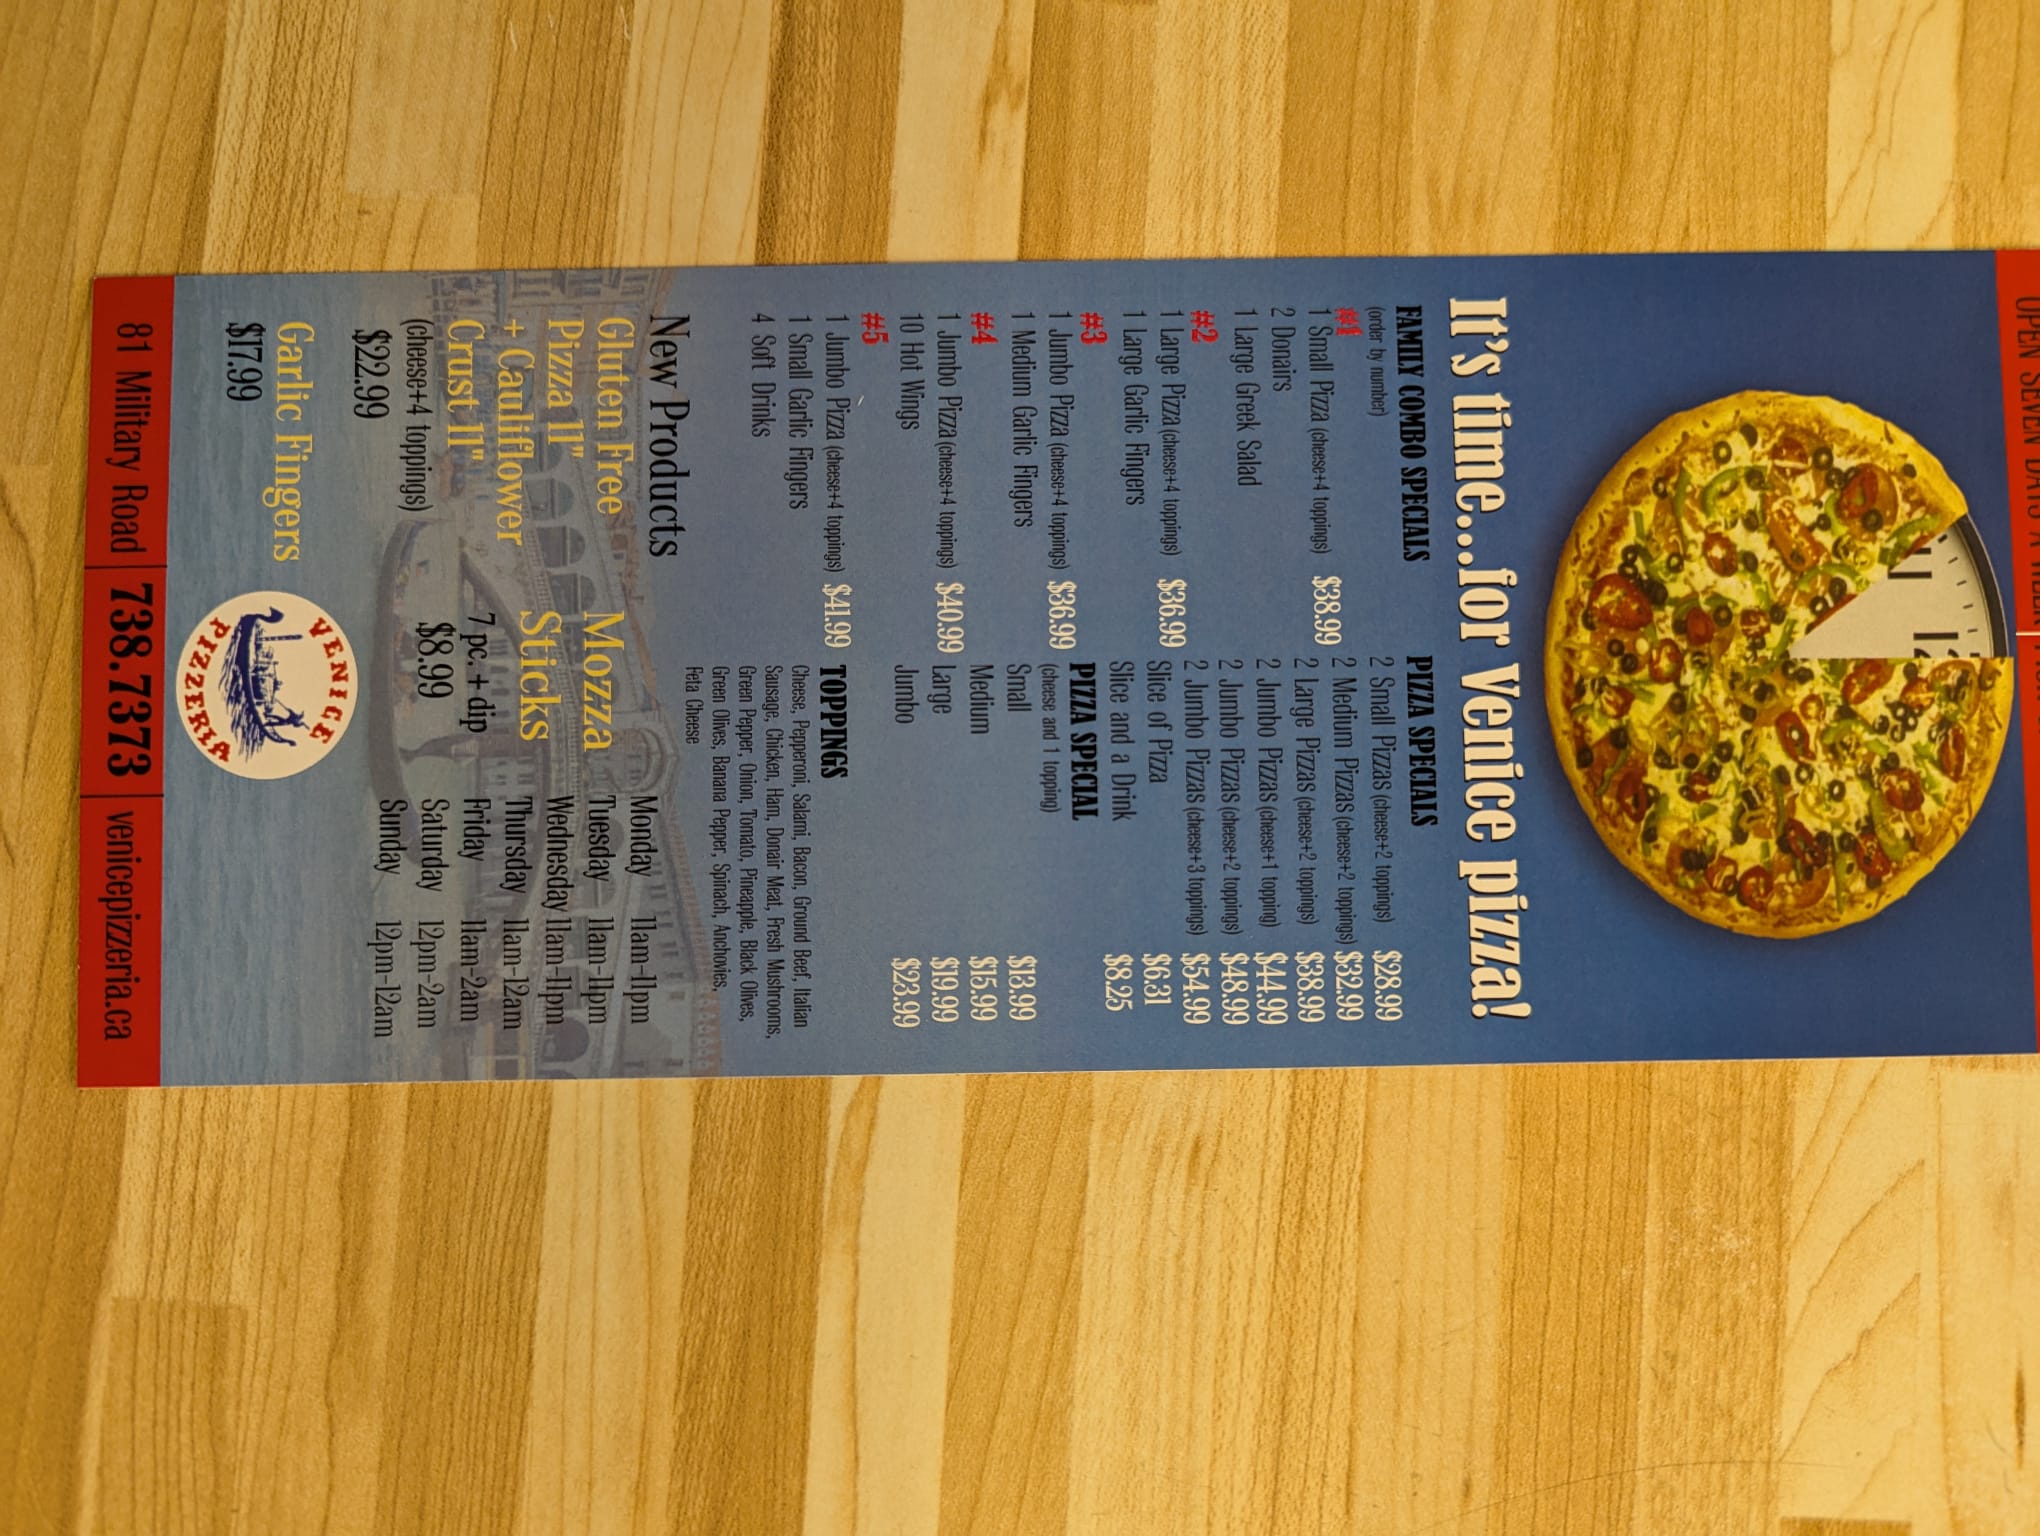 OPEN SEVEN DAYS A WEEK
12
11
It's time...for Venice pizza!
FAMILY COMBO SPECIALS
(order by number)
#1
1 Small Pizza (cheese+4 toppings) $38.99
2 Donairs
1 Large Greek Salad
#2
1 Large Pizza (cheese+4 toppings) $36.99
1 Large Garlic Fingers
#3
1 Jumbo Pizza (cheese+4 toppings) $36.99
1 Medium Garlic Fingers
#4
1 Jumbo Pizza (cheese+4 toppings) $40.99
10 Hot Wings
#5
1 Jumbo Pizza (cheese+4 toppings) $41.99
1 Small Garlic Fingers
4 Soft Drinks
PIZZA SPECIALS
2 Small Pizzas (cheese+2 toppings) $28.99
2 Medium Pizzas (cheese+2 toppings) $32.99
2 Large Pizzas (cheese+2 toppings) $38.99
2 Jumbo Pizzas (cheese+1 topping) $44.99
2 Jumbo Pizzas (cheese+2 toppings) $48.99
2 Jumbo Pizzas (cheese+3 toppings) $54.99
Slice of Pizza $6.31
Slice and a Drink $8.25
PIZZA SPECIAL
(cheese and 1 topping)
Small $13.99
Medium $15.99
Large $19.99
Jumbo $23.99
TOPPINGS
Cheese, Pepperoni, Salami, Bacon, Ground Beef, Italian
Sausage, Chicken, Ham, Donair Meat, Fresh Mushrooms,
Green Pepper, Onion, Tomato, Pineapple, Black Olives,
Green Olives, Banana Pepper, Spinach, Anchovies,
Feta Cheese
New Products
Gluten Free
Pizza 11"
+ Cauliflower
Crust 11"
(cheese+4 toppings)
$22.99
Garlic Fingers
$17.99
Mozza
Sticks
7 pc. + dip
$8.99
Monday 11am-11pm
Tuesday 11am-11pm
Wednesday 11am-11pm
Thursday 11am-12am
Friday 11am-2am
Saturday 12pm-2am
Sunday 12pm-12am
VENICE
PIZZERIA
81 Military Road 738.7373 venicepizzeria.ca